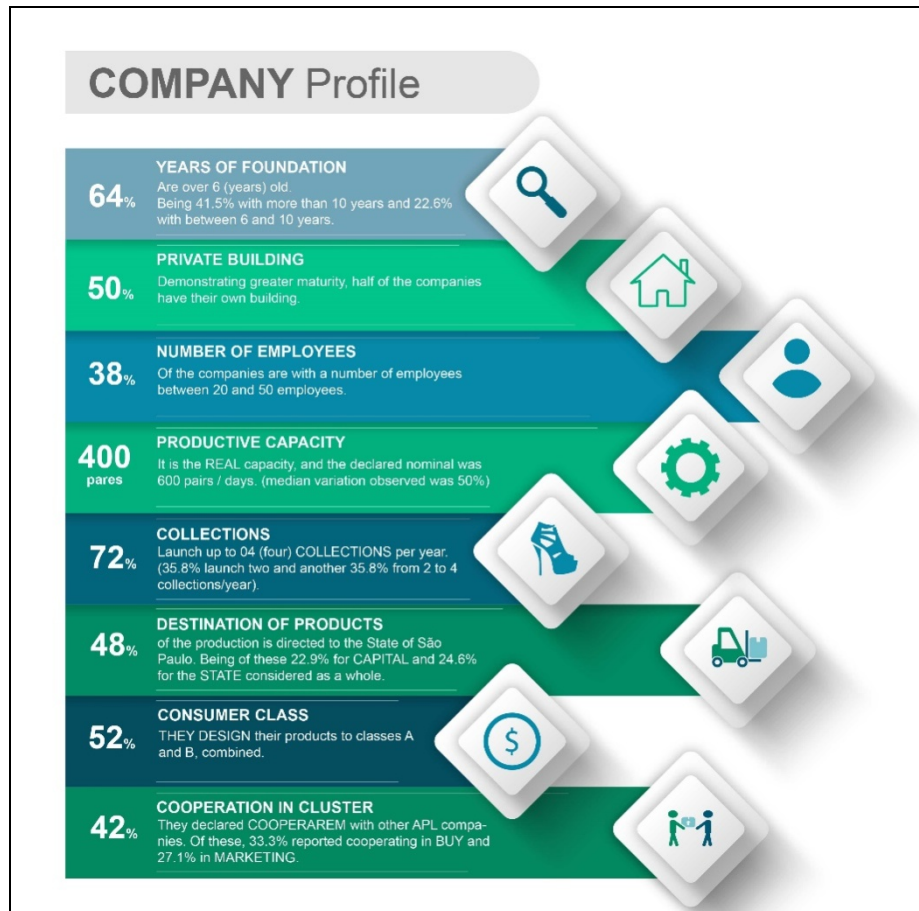 COMPANY Profile
64%
YEARS OF FOUNDATION
Are over 6 (years) old.
Being 41.5% with more than 10 years and 22.6%
with between 6 and 10 years.
50%
PRIVATE BUILDING
Demonstrating greater maturity, half of the companies
have their own building.
38%
NUMBER OF EMPLOYEES
Of the companies are with a number of employees
between 20 and 50 employees.
400
pares
PRODUCTIVE CAPACITY
It is the REAL capacity, and the declared nominal was
600 pairs / days. (median variation observed was 50%)
72%
COLLECTIONS
Launch up to 04 (four) COLLECTIONS per year.
(35.8% launch two and another 35.8% from 2 to 4
collections/year).
48%
DESTINATION OF PRODUCTS
of the production is directed to the State of São
Paulo. Being of these 22.9% for CAPITAL and 24.6%
for the STATE considered as a whole.
52%
CONSUMER CLASS
THEY DESIGN their products to classes A
and B, combined.
$
42%
COOPERATION IN CLUSTER
They declared COOPERAREM with other APL compa-
nies. Of these, 33.3% reported cooperating in BUY and
27.1% in MARKETING.